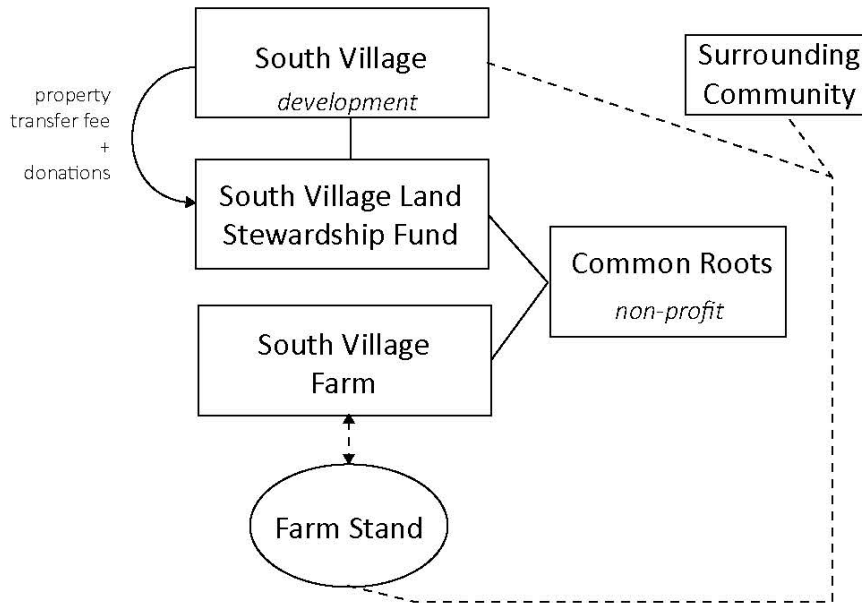 South Village
development
Surrounding
Community
property
transfer fee
+
donations
South Village Land
Stewardship Fund
Common Roots
non-profit
South Village
Farm
Farm Stand